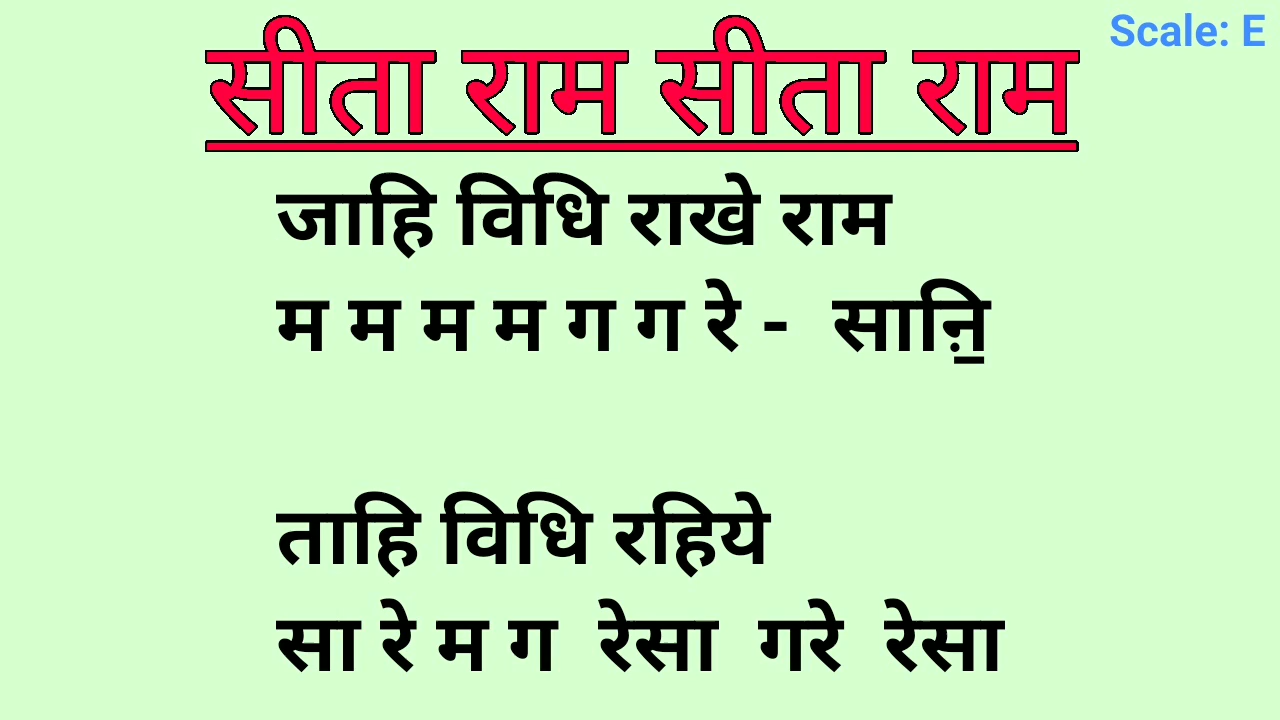 Scale: E
सीता राम सीता राम
जाहि विधि राखे राम
म म म म ग ग रे - सानि़॒
ताहि विधि रहिये
सा रे म ग रेसा गरे रेसा